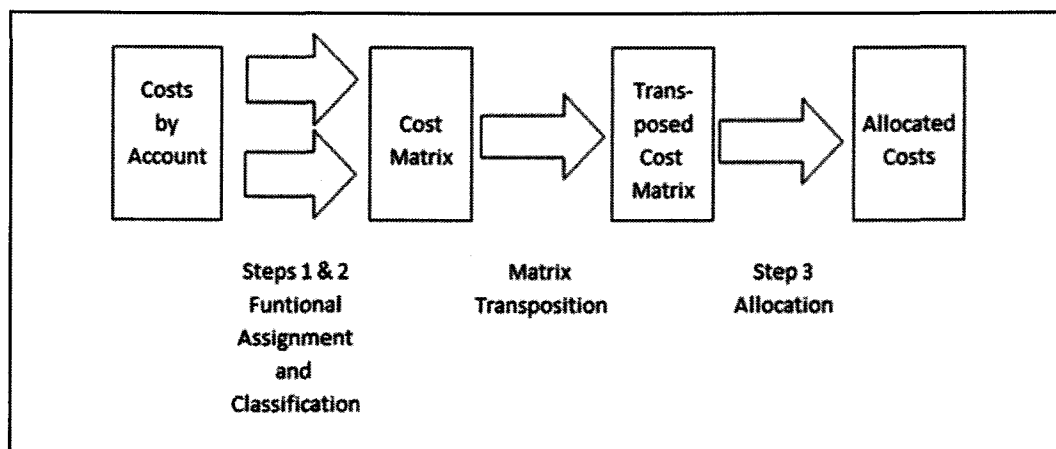 Costs
by
Account
Cost
Matrix
Trans-
posed
Cost
Matrix
Allocated
Costs
Steps 1 & 2
Funtional
Assignment
and
Classification
Matrix
Transposition
Step 3
Allocation